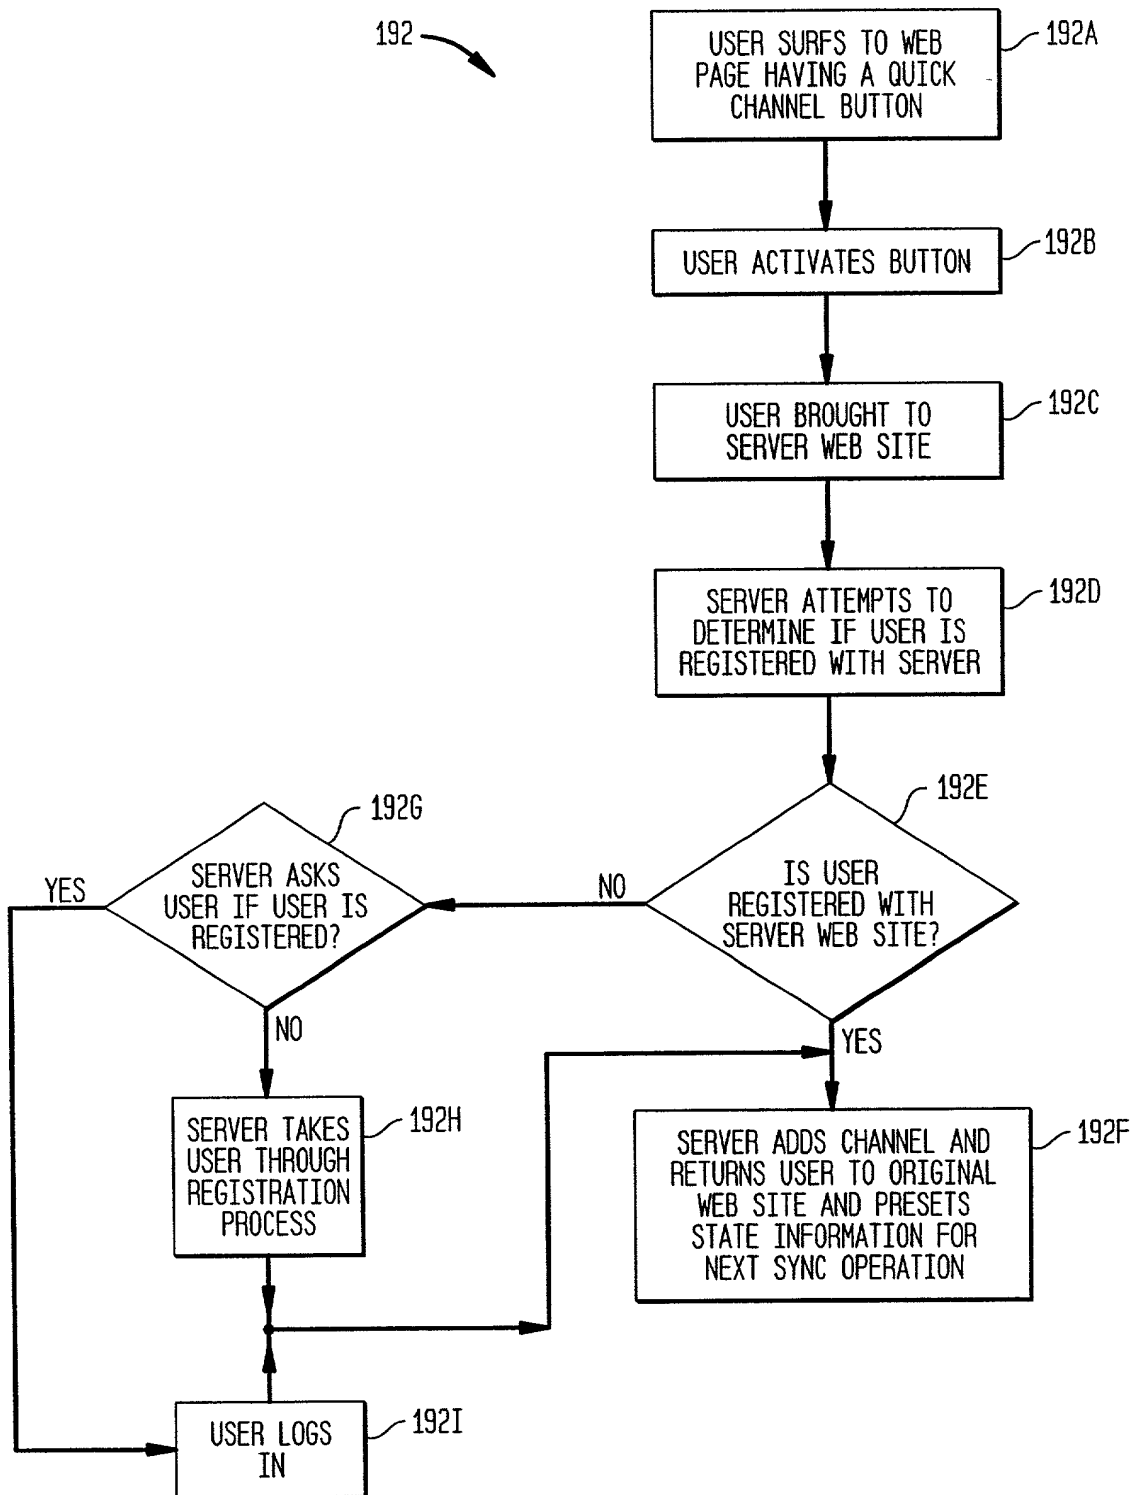 192
USER SURFS TO WEB
PAGE HAVING A QUICK
CHANNEL BUTTON
192A
USER ACTIVATES BUTTON
192B
USER BROUGHT TO
SERVER WEB SITE
192C
SERVER ATTEMPTS TO
DETERMINE IF USER IS
REGISTERED WITH SERVER
192D
192E
IS USER
REGISTERED WITH
SERVER WEB SITE?
NO
YES
192G
SERVER ASKS
USER IF USER IS
REGISTERED?
YES
NO
SERVER TAKES
USER THROUGH
REGISTRATION
PROCESS
192H
SERVER ADDS CHANNEL AND
RETURNS USER TO ORIGINAL
WEB SITE AND PRESETS
STATE INFORMATION FOR
NEXT SYNC OPERATION
192F
USER LOGS
IN
192I